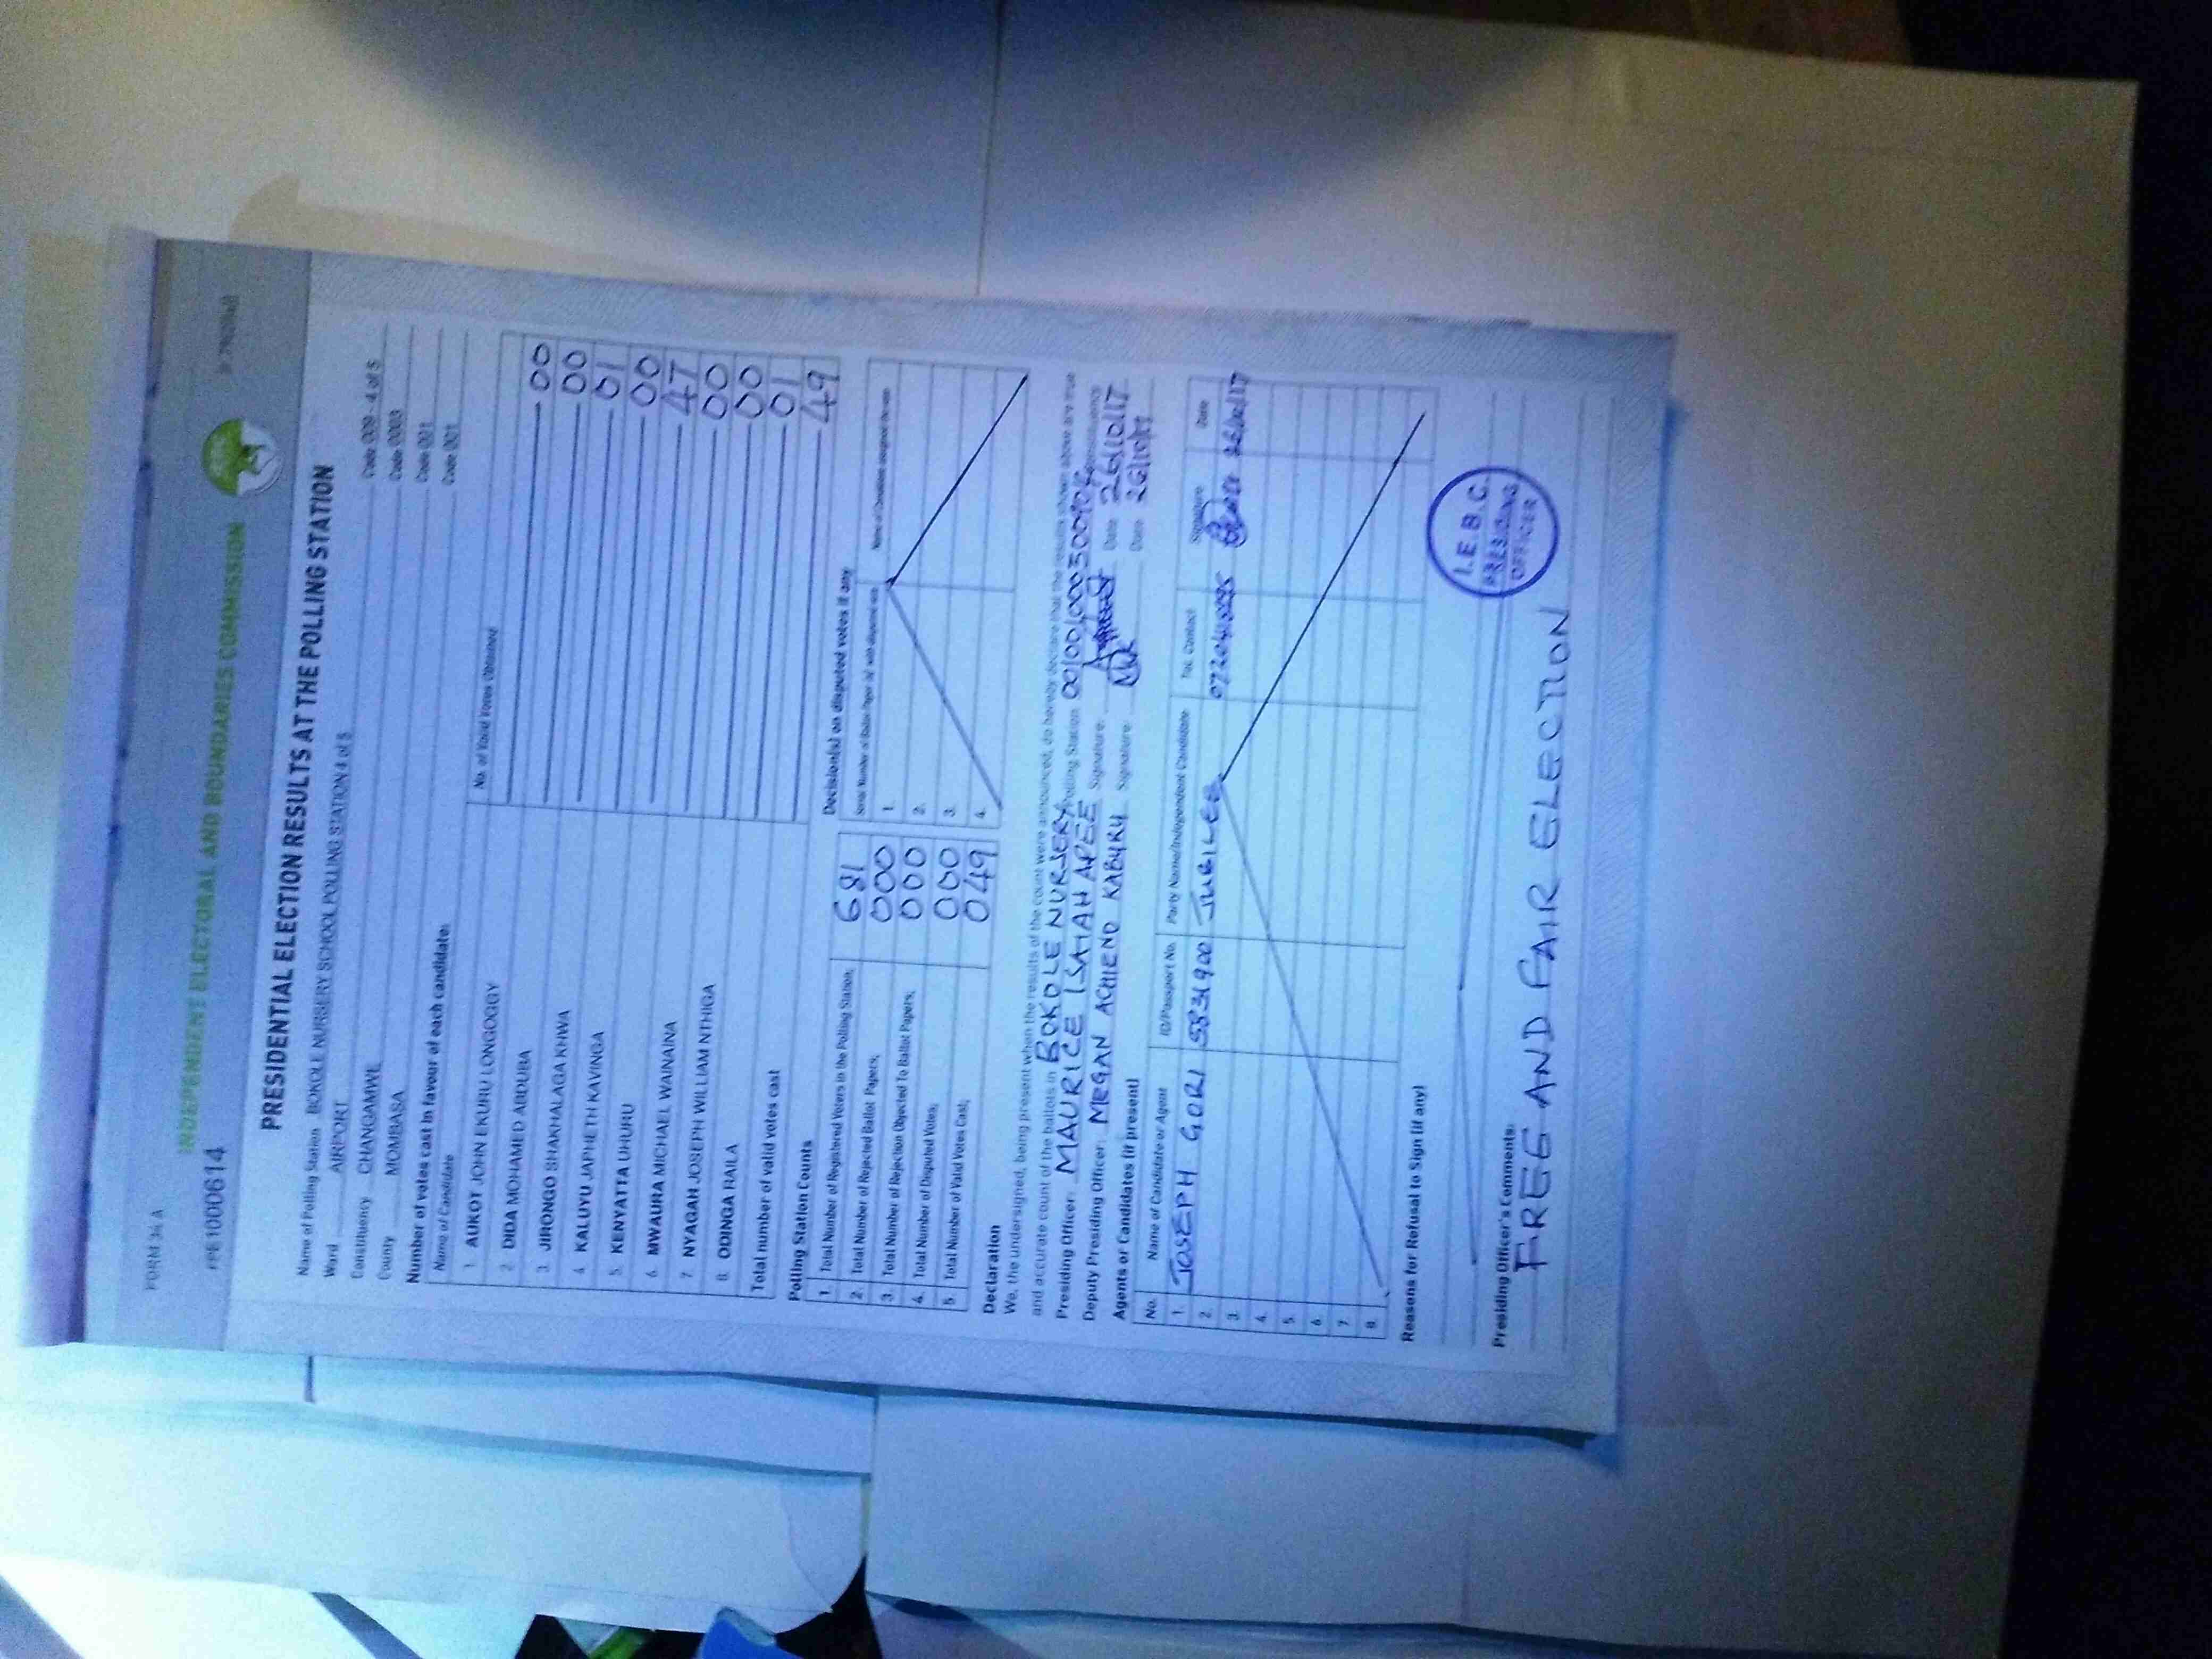 FORM 34 A
INDEPENDENT ELECTORAL AND BOUNDARIES COMMISSION
PRE1000614
PRESIDENTIAL ELECTION RESULTS AT THE POLLING STATION
Name of Polling Station BOKOLE NURSERY SCHOOL POLLING STATION 4 of 5 Code 009 - 4 of 5
Ward AIRPORT Code 0003
Constituency CHANGAMWE Code 001
County MOMBASA Code 001
Number of votes cast in favour of each candidate:
Name of Candidate No. of Valid Votes Obtained
1. AUKOT JOHN EKURU LONGOGGY 00
2. DIDA MOHAMED ABDUBA 00
3. JIRONGO SHAKHALAGA KHWA 01
4. KALUYU JAPHETH KAVINGA 00
5. KENYATTA UHURU 47
6. MWAURA MICHAEL WAINAINA 00
7. NYAGAH JOSEPH WILLIAM NTHIGA 00
8. ODINGA RAILA 01
Total number of valid votes cast 49
Polling Station Counts
1. Total Number of Registered Voters in the Polling Station; 681
2. Total Number of Rejected Ballot Papers; 000
3. Total Number of Rejection Objected To Ballot Papers; 000
4. Total Number of Disputed Votes; 000
5. Total Number of Valid Votes Cast; 049
Decision(s) on disputed votes if any
Serial Number of Ballot Paper (s) with disputed vote Name of Candidate assigned the vote
1.
2.
3.
4.
Declaration
We, the undersigned, being present when the results of the count were announced, do hereby declare that the results shown above are true
and accurate count of the ballots in BOKOLE NURSERY Polling Station
Presiding Officer: MAURICE ISAIAH APEE Signature: Date 26/10/17
Deputy Presiding Officer: MEGAN ACHIENO KABUKU Signature: Date 26/10/17
Agents or Candidates (if present)
No. Name of Candidate or Agent ID/Passport No. Party Name/Independent Candidate Tel. Contact Signature Date
1. JOSEPH GORI 5831900 JUBILEE 26/10/17
2.
3.
4.
5.
6.
7.
8.
Reasons for Refusal to Sign (if any)
Presiding Officer's Comments:
FREE AND FAIR ELECTION
I.E.B.C.
PRESIDING
OFFICER